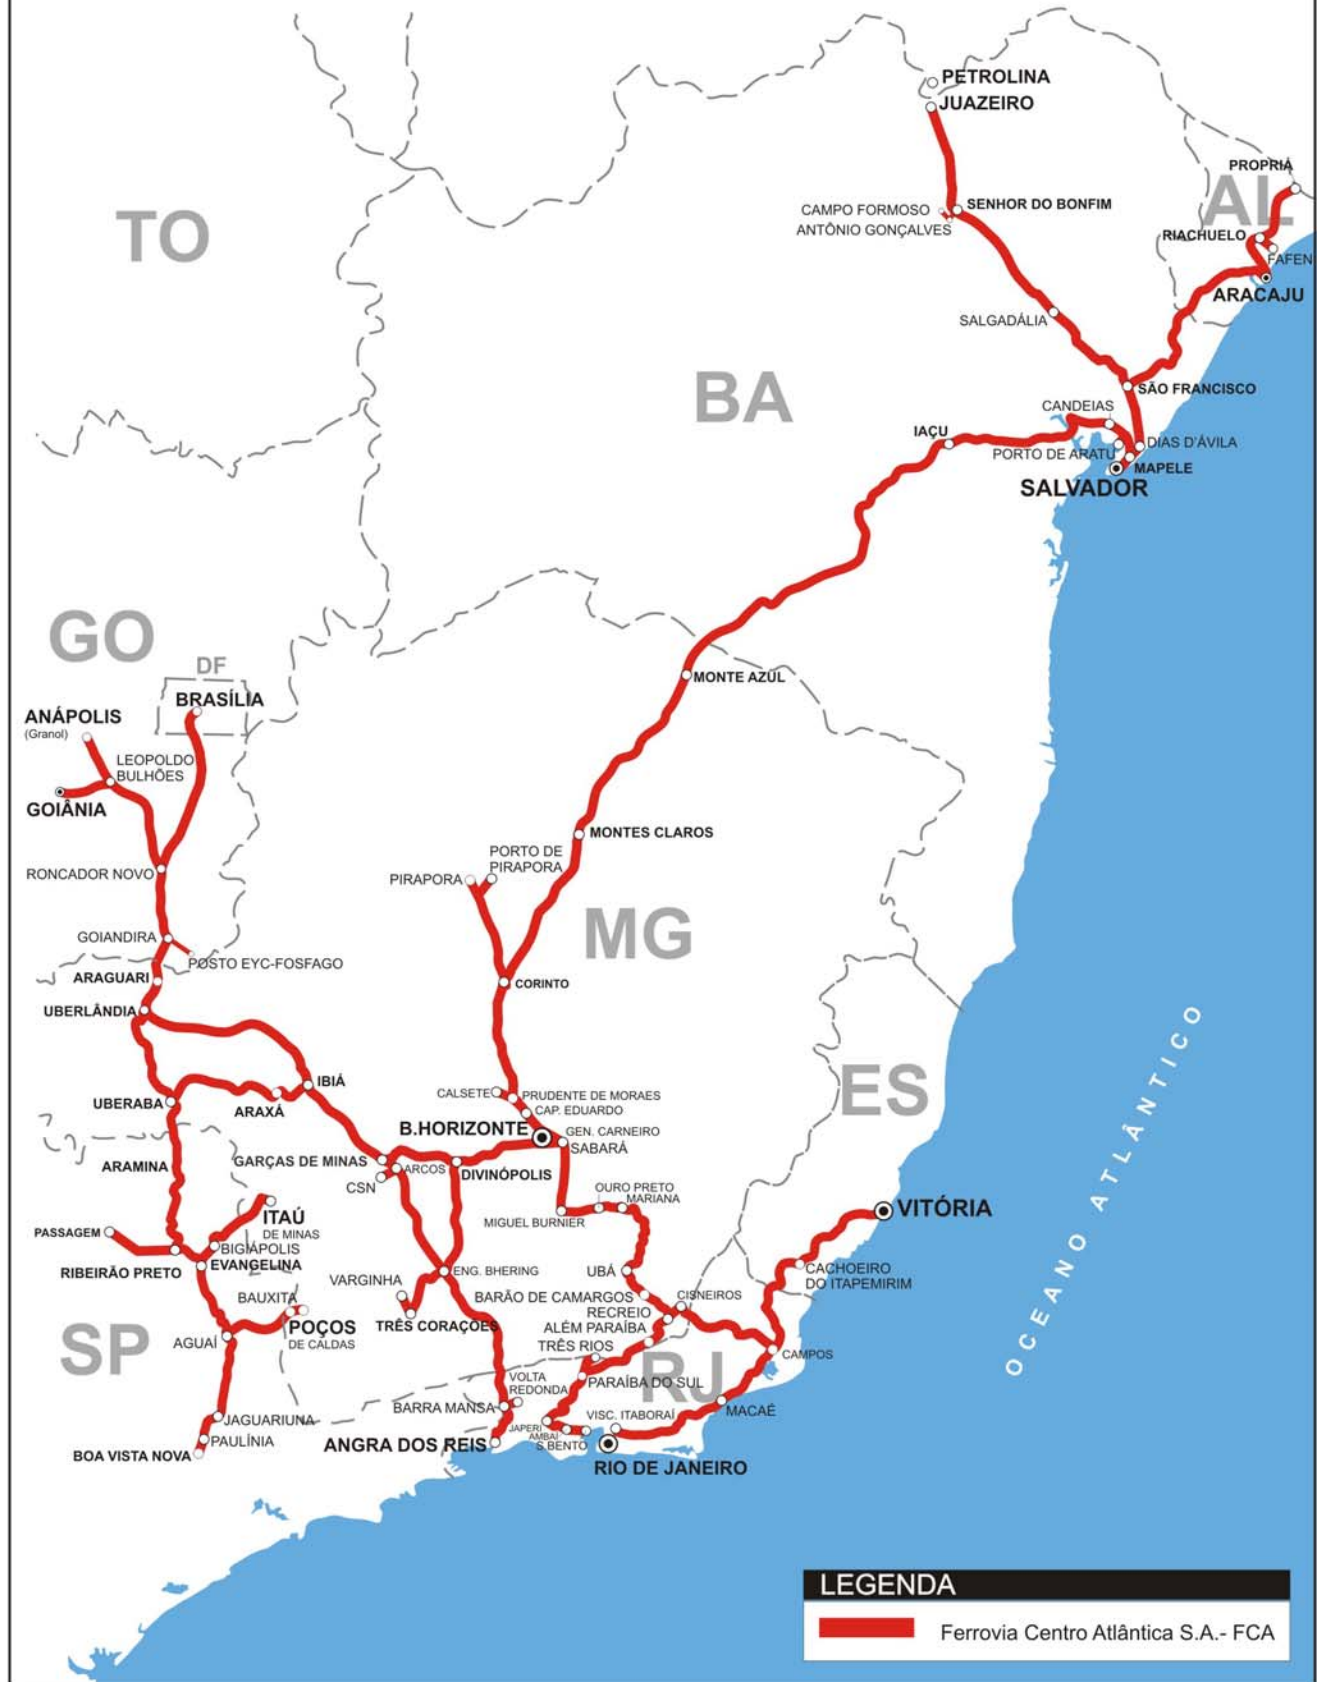 PETROLINA
JUAZEIRO
PROPRIÁ
TO
AL
CAMPO FORMOSO
SENHOR DO BONFIM
ANTÔNIO GONÇALVES
RIACHUELO
FAFEN
ARACAJU
SALGADÁLIA
BA
SÃO FRANCISCO
CANDEIAS
IAÇU
DIAS D'ÁVILA
PORTO DE ARATU
MAPELE
SALVADOR
GO
DF
BRASÍLIA
MONTE AZUL
ANÁPOLIS
(Granol)
LEOPOLDO
BULHÕES
GOIÂNIA
MONTES CLAROS
PORTO DE
PIRAPORA
RONCADOR NOVO
PIRAPORA
MG
GOIANDIRA
POSTO EYC-FOSFAGO
ARAGUARI
CORINTO
UBERLÂNDIA
OCEANO ATLÂNTICO
IBIÁ
ES
UBERABA
ARAXÁ
CALSETE
PRUDENTE DE MORAES
CAP. EDUARDO
B.HORIZONTE
GEN. CARNEIRO
SABARÁ
ARAMINA
GARÇAS DE MINAS
ARCOS
DIVINÓPOLIS
CSN
OURO PRETO
MARIANA
ITAÚ
DE MINAS
MIGUEL BURNIER
VITÓRIA
PASSAGEM
BIGIÁPOLIS
RIBEIRÃO PRETO
EVANGELINA
VARGINHA
ENG. BHERING
UBÁ
CACHOEIRO
DO ITAPEMIRIM
BAUXITA
BARÃO DE CAMARGOS
CISNEIROS
RECREIO
TRÊS CORAÇÕES
ALÉM PARAÍBA
POÇOS
DE CALDAS
SP
AGUAÍ
TRÊS RIOS
CAMPOS
RJ
VOLTA
REDONDA
PARAÍBA DO SUL
BARRA MANSA
MACAÉ
JAGUARIUNA
VISC. ITABORAÍ
JAPERI
AMBAI
PAULÍNIA
ANGRA DOS REIS
S.BENTO
BOA VISTA NOVA
RIO DE JANEIRO
LEGENDA
Ferrovia Centro Atlântica S.A.- FCA